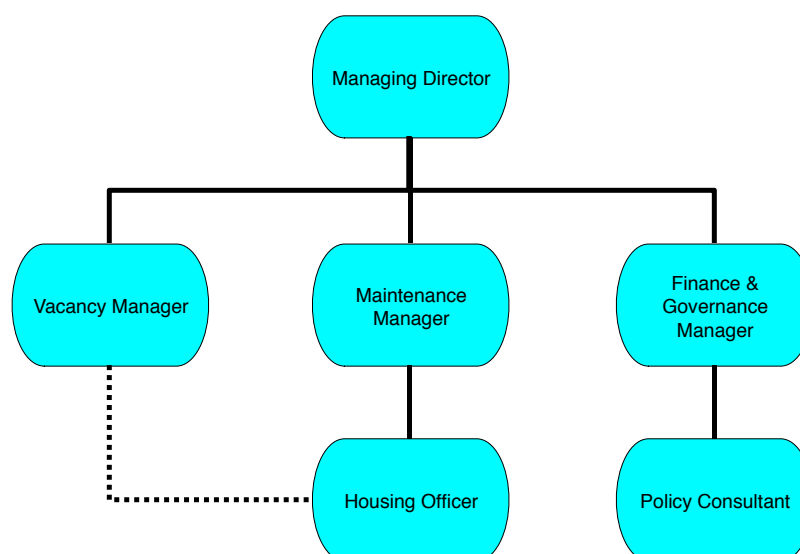 Managing Director
Vacancy Manager
Maintenance
Manager
Finance &
Governance
Manager
Housing Officer
Policy Consultant